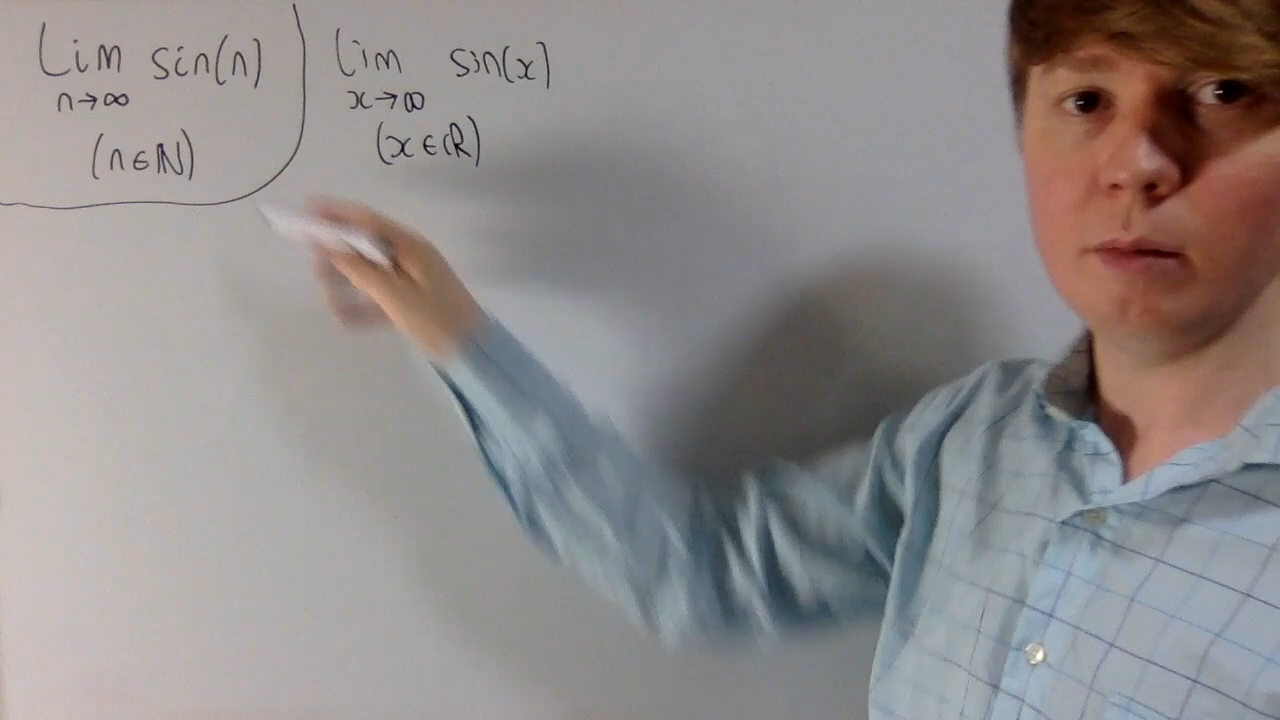 Lim sin(n)
n→∞
(n∈ℕ)
lim sin(x)
x→∞
(x∈ℝ)